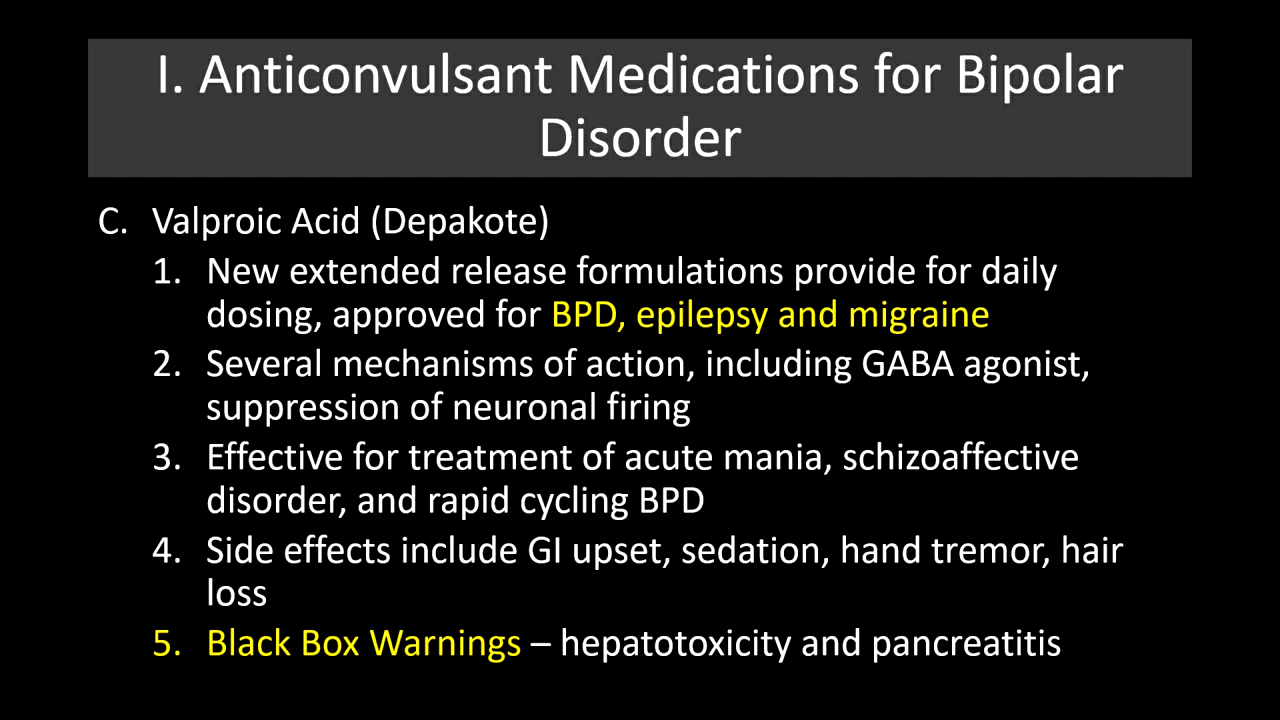 I. Anticonvulsant Medications for Bipolar
Disorder
C. Valproic Acid (Depakote)
1. New extended release formulations provide for daily
dosing, approved for BPD, epilepsy and migraine
2. Several mechanisms of action, including GABA agonist,
suppression of neuronal firing
3. Effective for treatment of acute mania, schizoaffective
disorder, and rapid cycling BPD
4. Side effects include GI upset, sedation, hand tremor, hair
loss
5. Black Box Warnings – hepatotoxicity and pancreatitis